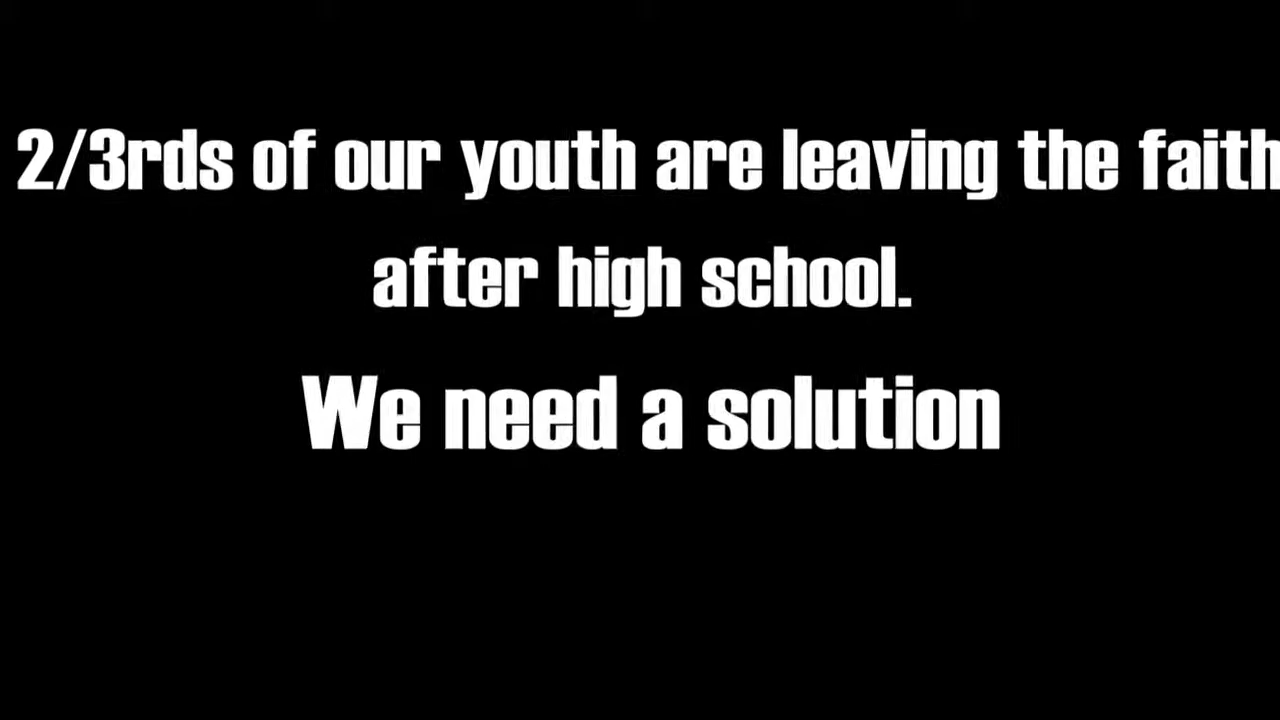 2/3rds of our youth are leaving the faith
after high school.
We need a solution